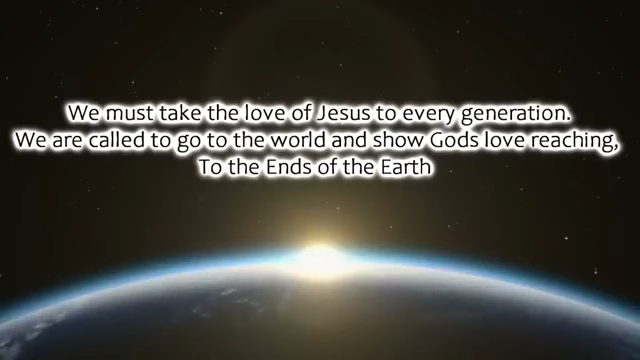 We must take the love of Jesus to every generation.
We are called to go to the world and show Gods love reaching,
To the Ends of the Earth